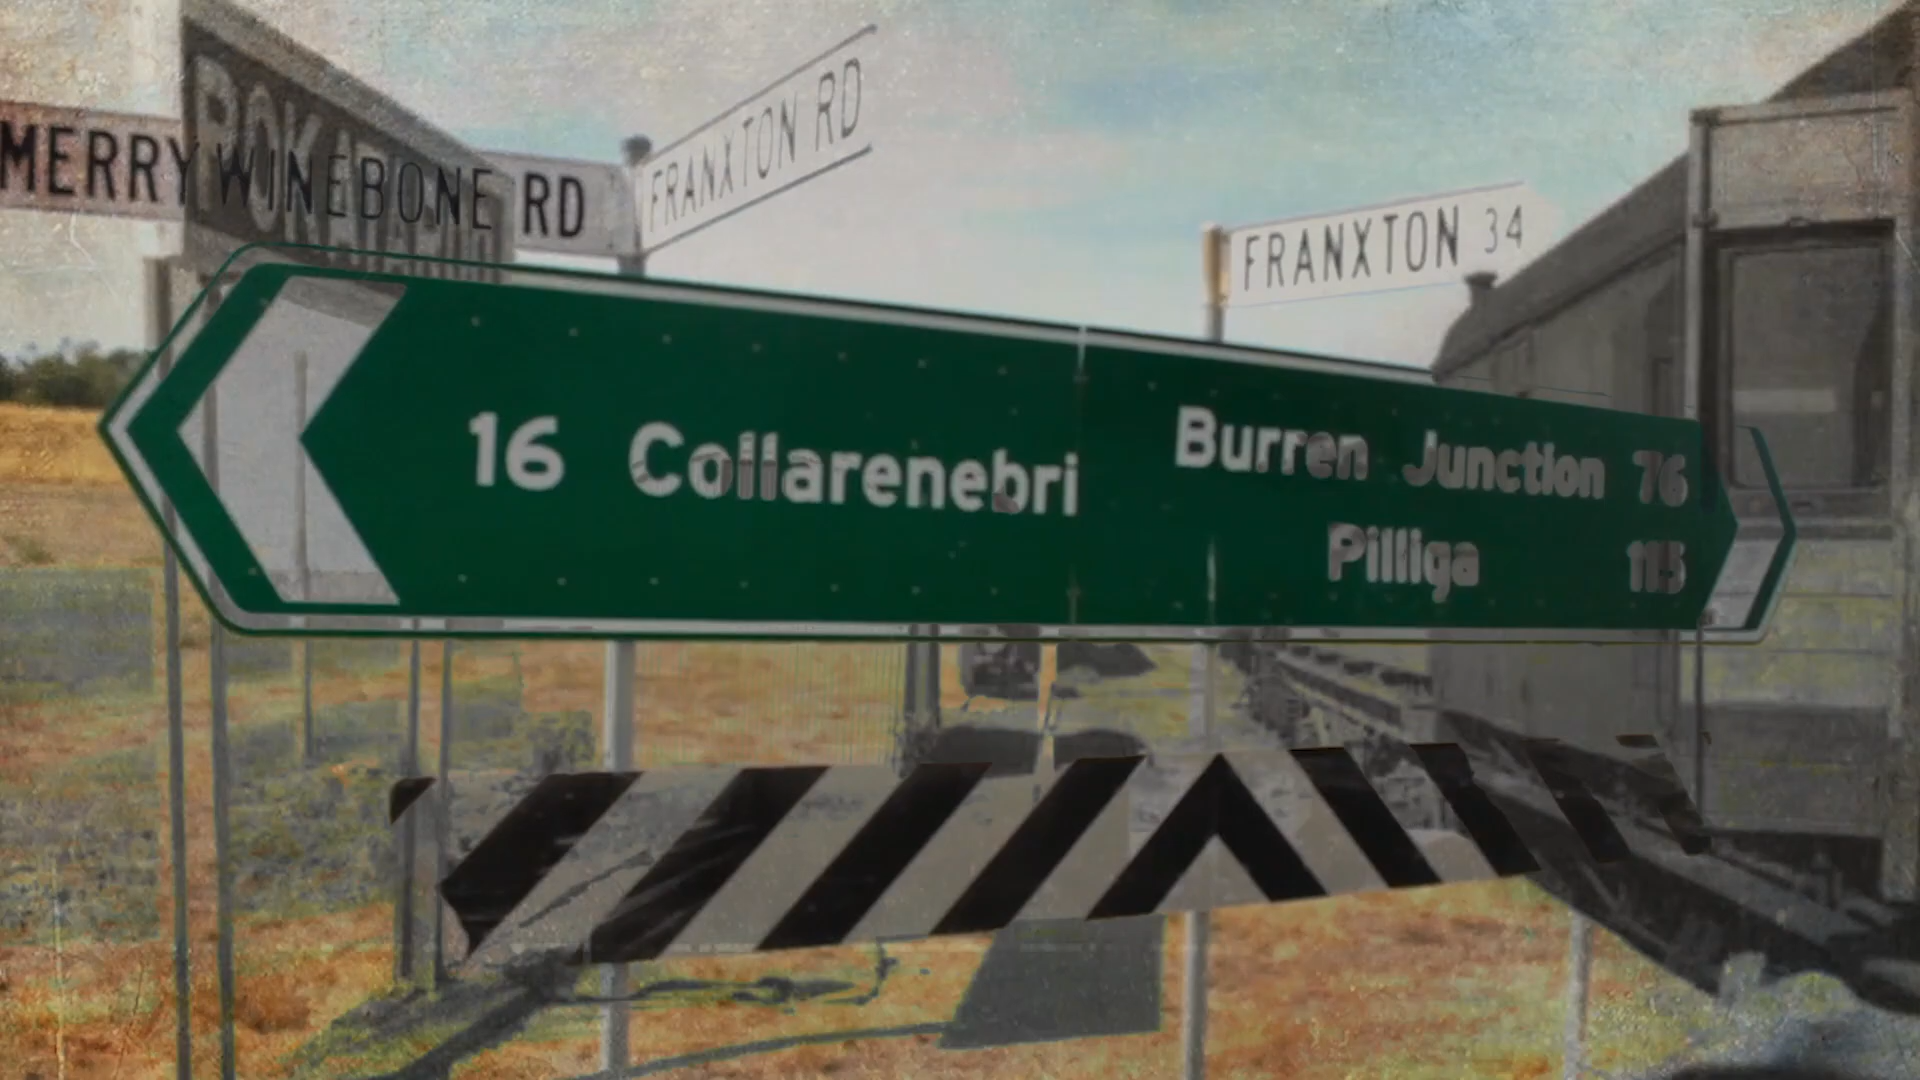 MERRYWINEBONE RD
FRANXTON RD
FRANXTON 34
16 Collarenebri
Burren Junction 76
Pilliga 115